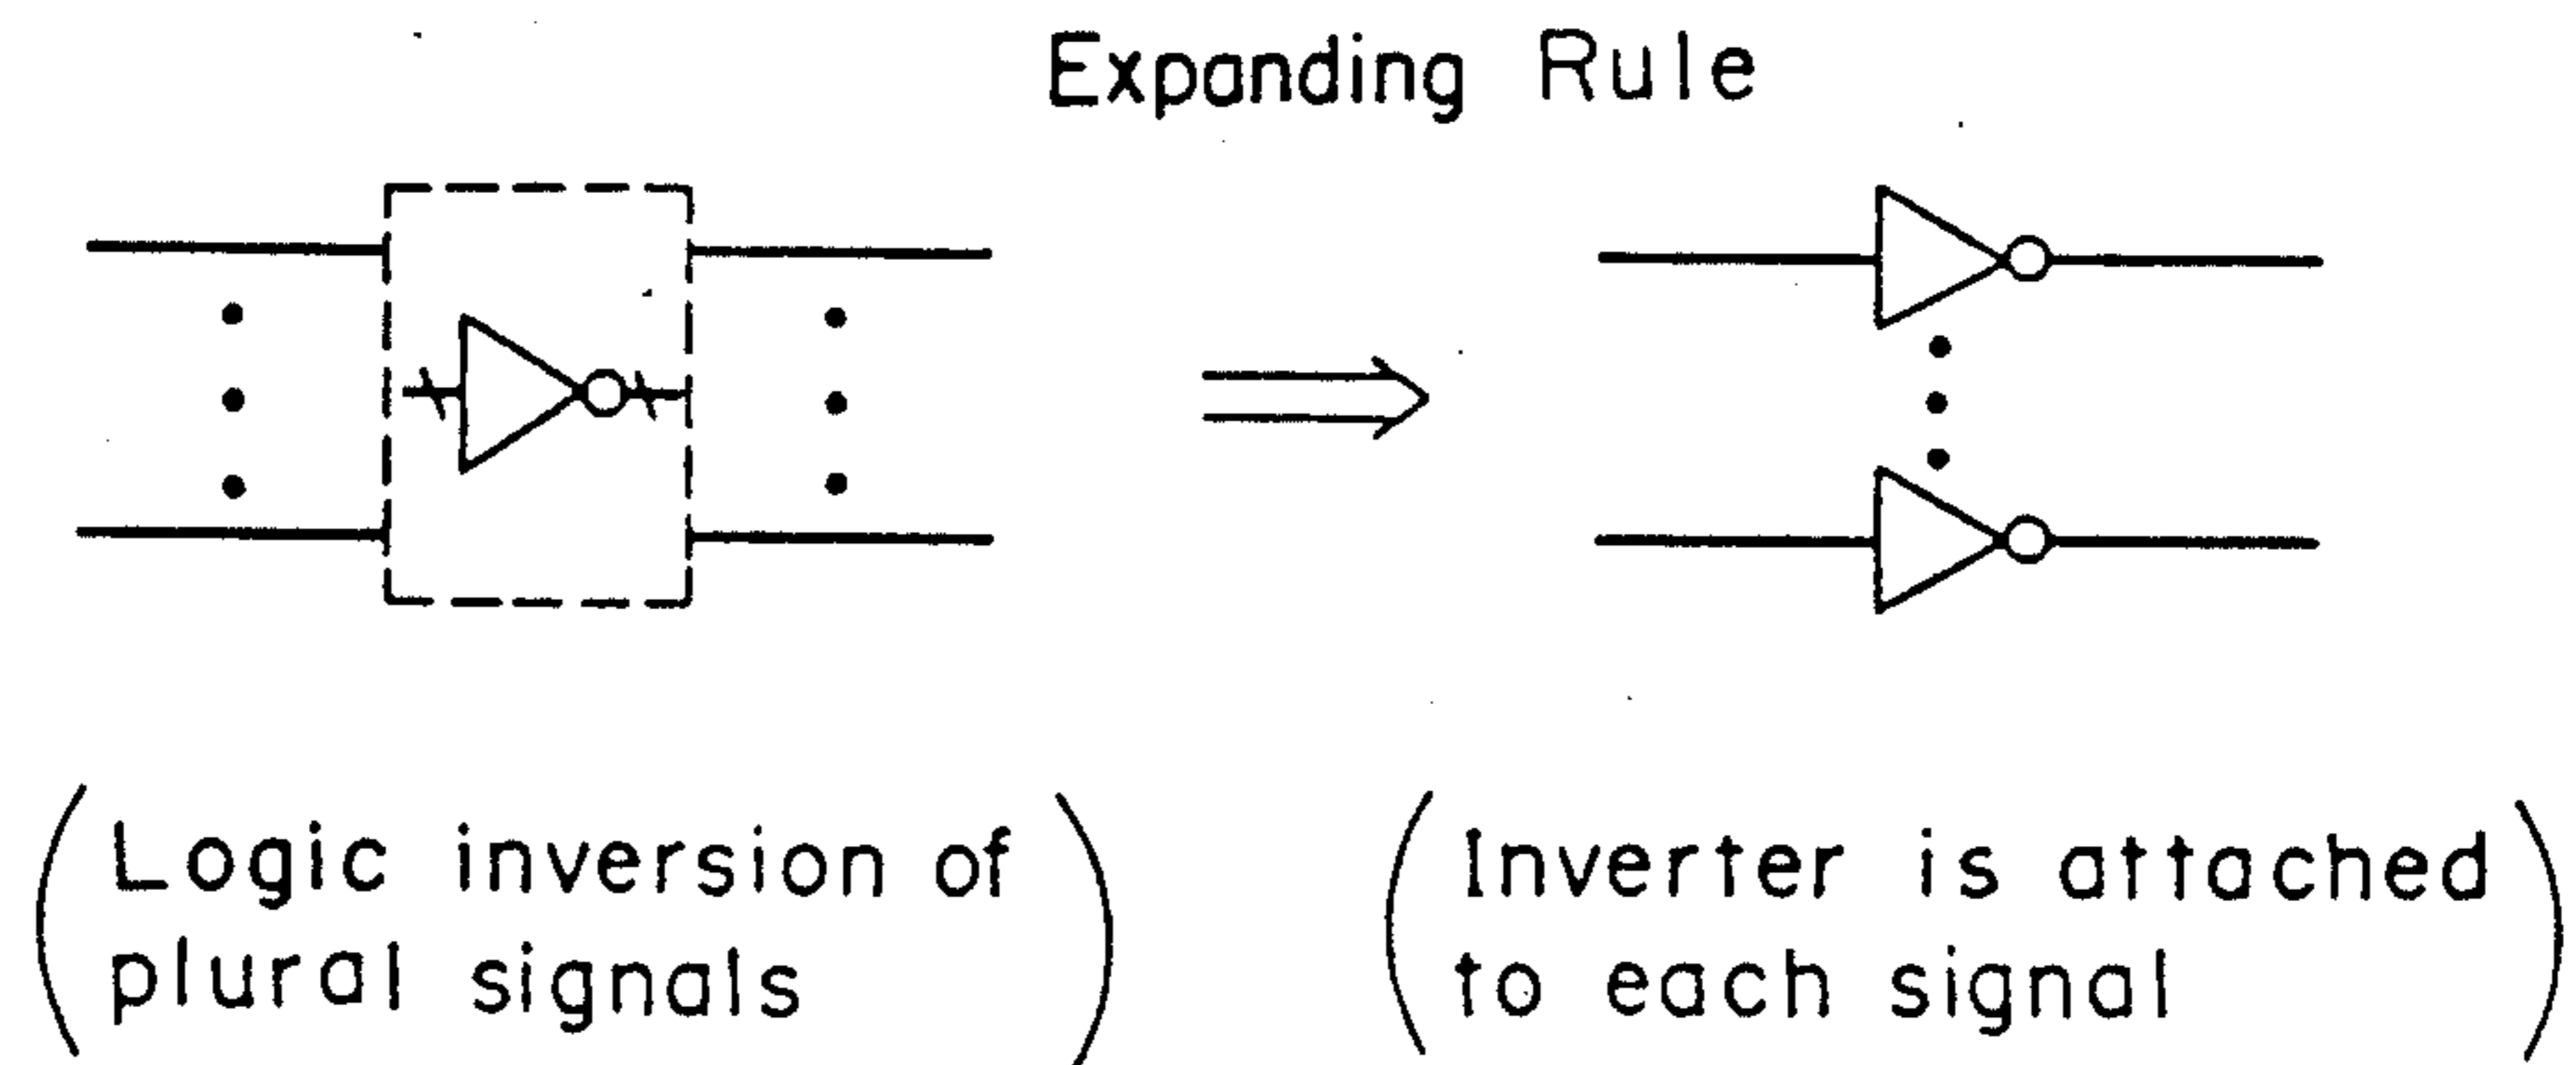 Expanding Rule
(Logic inversion of
plural signals)
(Inverter is attached
to each signal)